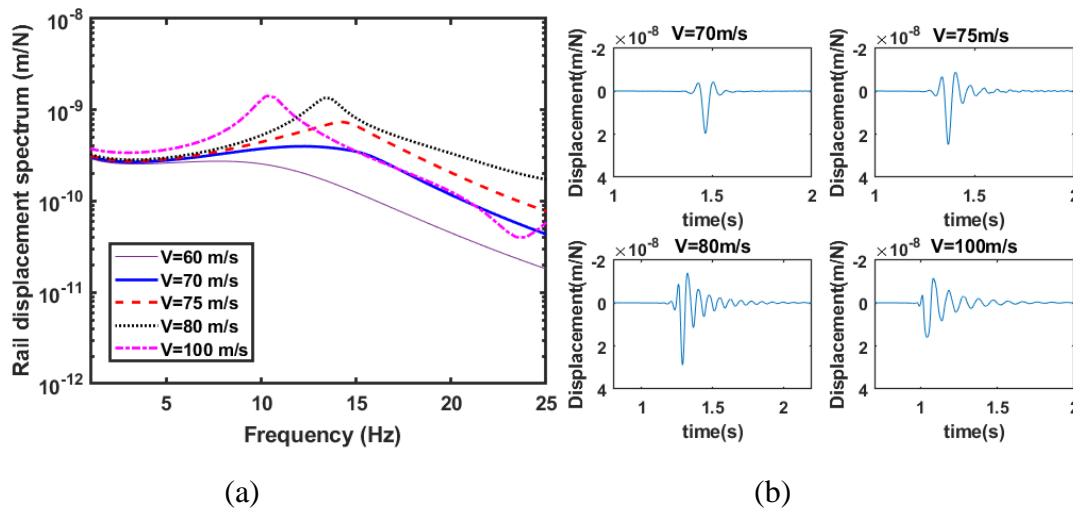 Rail displacement spectrum (m/N)
10-8
10-9
10-10
10-11
10-12
5 10 15 20 25
Frequency (Hz)
V=60 m/s
V=70 m/s
V=75 m/s
V=80 m/s
V=100 m/s
(a)
×10-8 V=70m/s
Displacement(m/N)
-2
0
2
4
1 1.5 2
time(s)
×10-8 V=75m/s
Displacement(m/N)
-2
0
2
4
1 1.5 2
time(s)
×10-8 V=80m/s
Displacement(m/N)
-2
0
2
4
1 1.5 2
time(s)
×10-8 V=100m/s
Displacement(m/N)
-2
0
2
4
1 1.5 2
time(s)
(b)